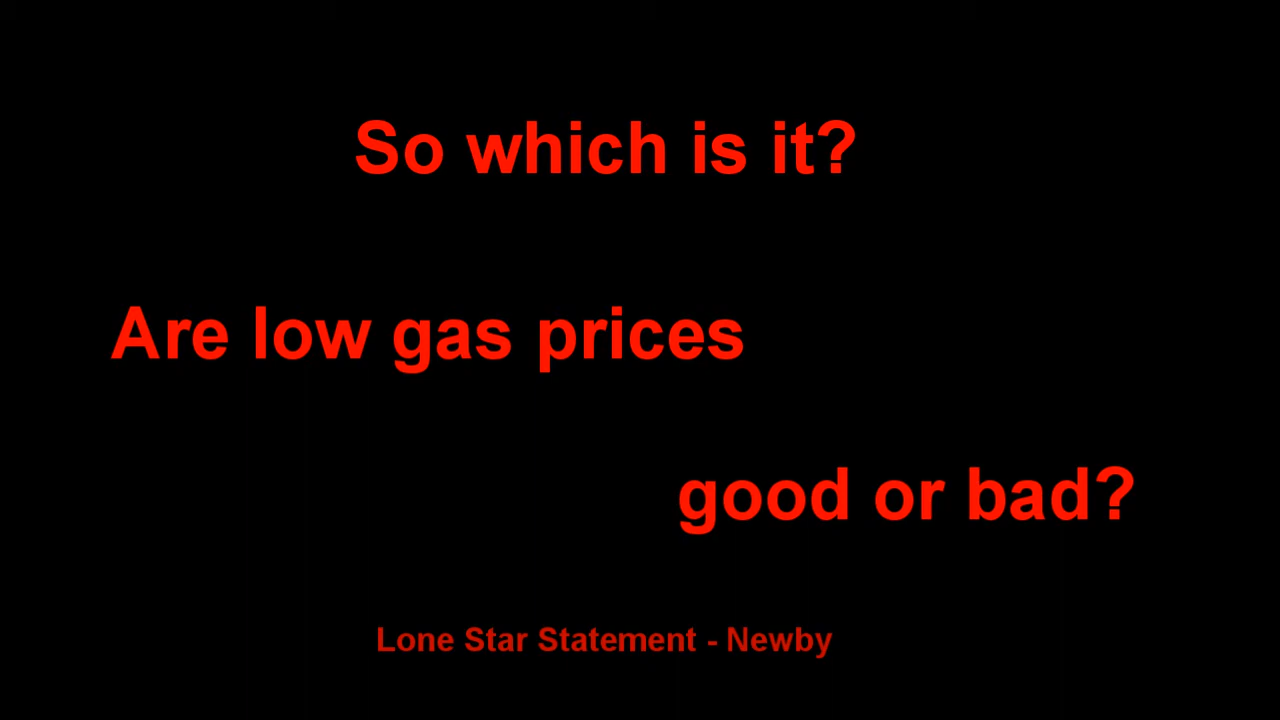 So which is it?
Are low gas prices
good or bad?
Lone Star Statement - Newby